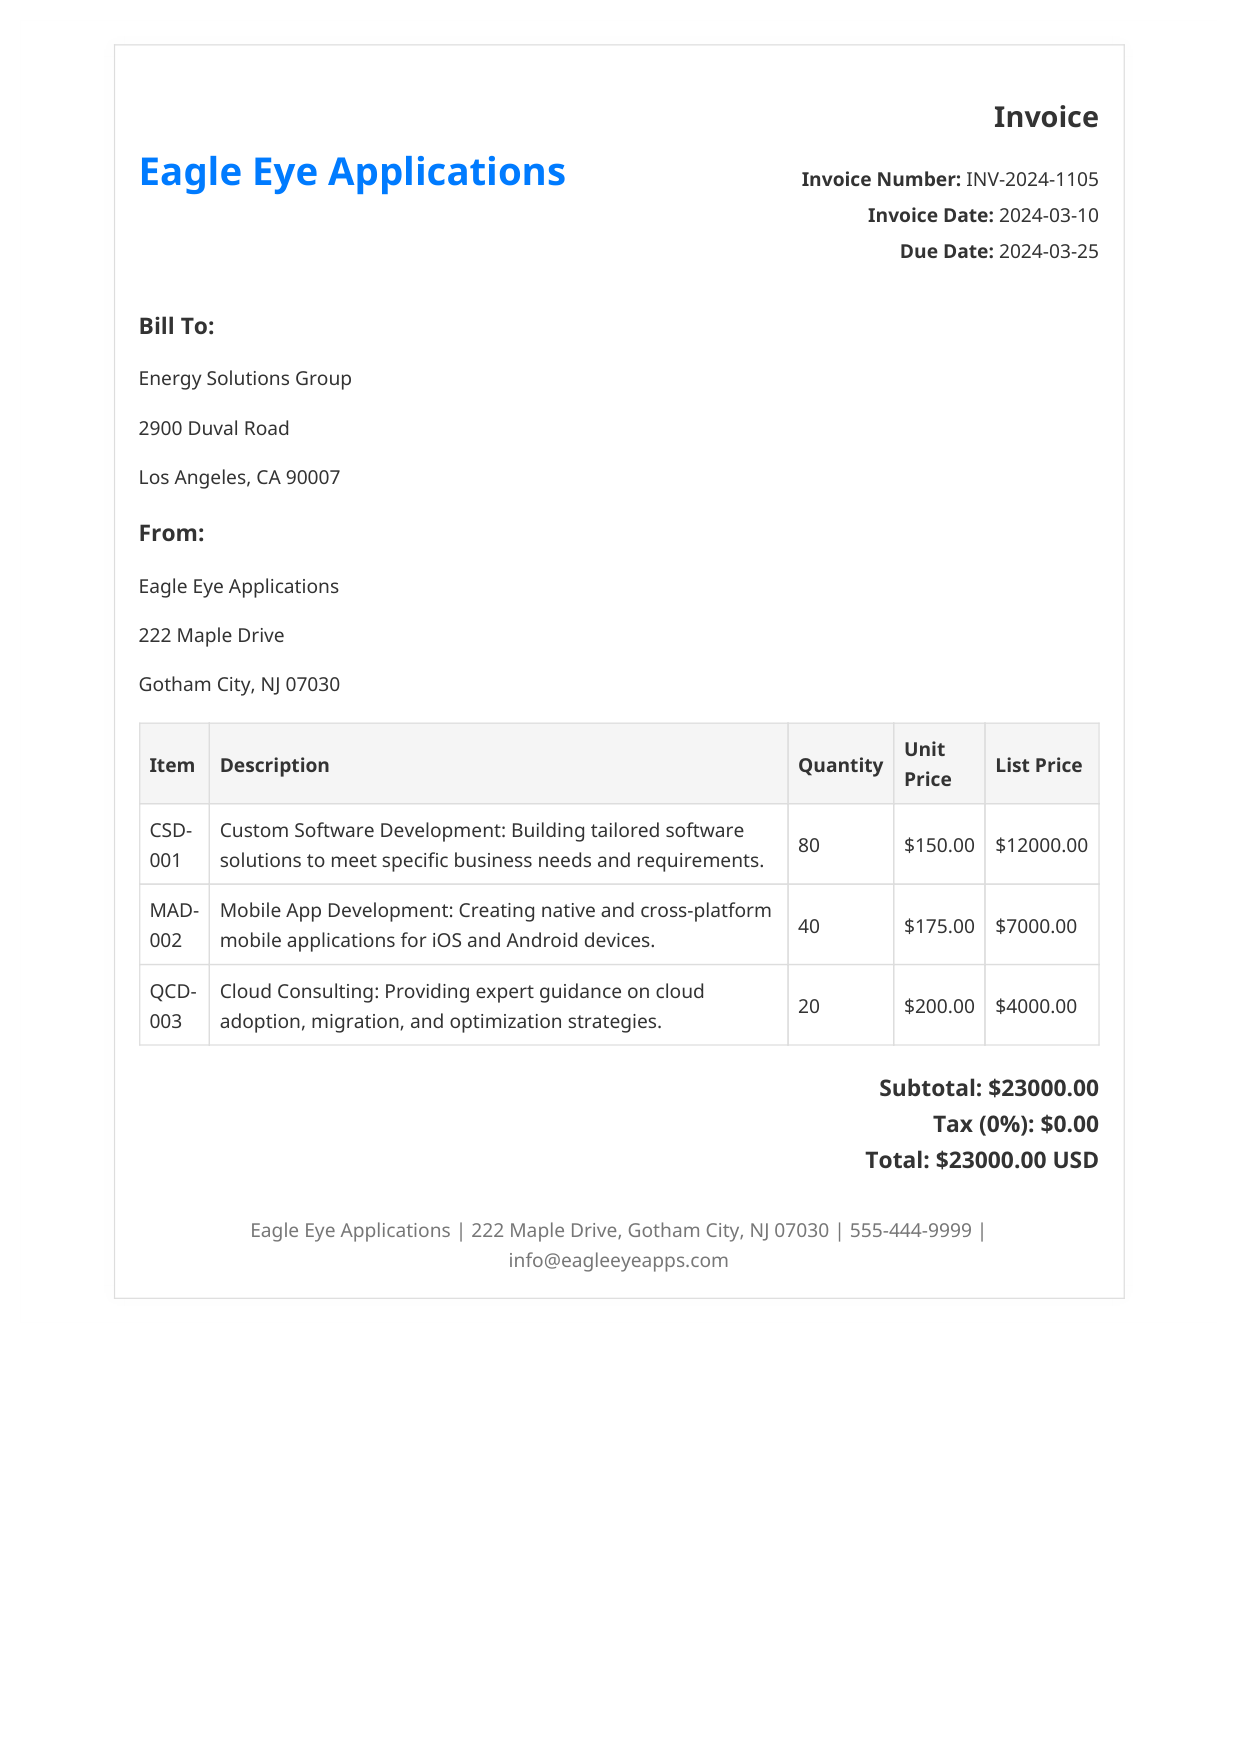 Invoice
Eagle Eye Applications
Invoice Number: INV-2024-1105
Invoice Date: 2024-03-10
Due Date: 2024-03-25
Bill To:
Energy Solutions Group
2900 Duval Road
Los Angeles, CA 90007
From:
Eagle Eye Applications
222 Maple Drive
Gotham City, NJ 07030
Item Description Quantity Unit Price List Price
CSD-001 Custom Software Development: Building tailored software
solutions to meet specific business needs and requirements. 80 $150.00 $12000.00
MAD-002 Mobile App Development: Creating native and cross-platform
mobile applications for iOS and Android devices. 40 $175.00 $7000.00
QCD-003 Cloud Consulting: Providing expert guidance on cloud
adoption, migration, and optimization strategies. 20 $200.00 $4000.00
Subtotal: $23000.00
Tax (0%): $0.00
Total: $23000.00 USD
Eagle Eye Applications | 222 Maple Drive, Gotham City, NJ 07030 | 555-444-9999 |
info@eagleeyeapps.com